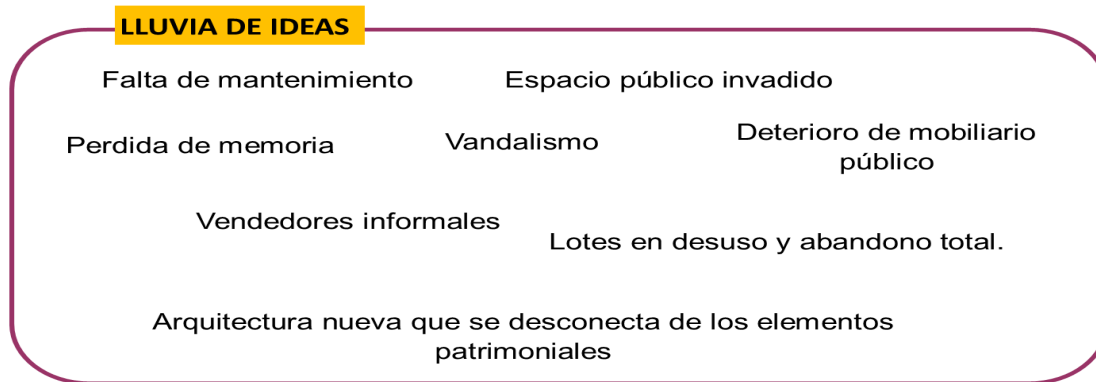 LLUVIA DE IDEAS
Falta de mantenimiento
Espacio público invadido
Perdida de memoria
Vandalismo
Deterioro de mobiliario
público
Vendedores informales
Lotes en desuso y abandono total.
Arquitectura nueva que se desconecta de los elementos
patrimoniales